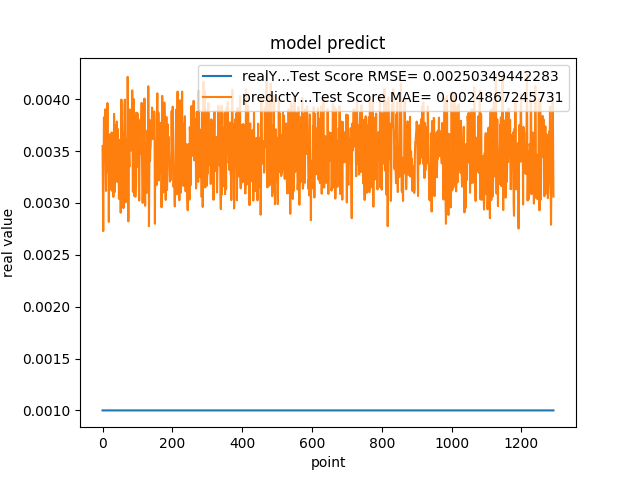 model predict
realY...Test Score RMSE= 0.00250349442283
predictY...Test Score MAE= 0.0024867245731
0.0040
0.0035
0.0030
0.0025
0.0020
0.0015
0.0010
real value
0 200 400 600 800 1000 1200
point